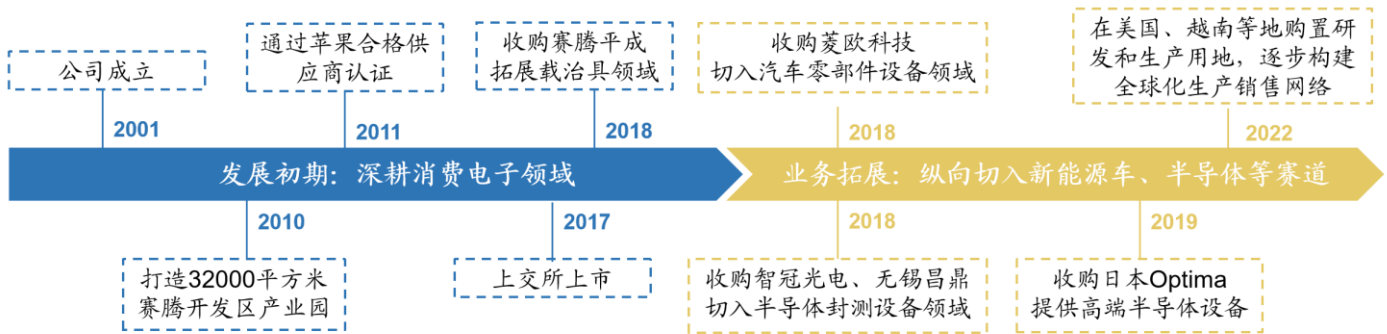 公司成立
通过苹果合格供
应商认证
收购赛腾平成
拓展载治具领域
收购菱欧科技
切入汽车零部件设备领域
在美国、越南等地购置研
发和生产用地，逐步构建
全球化生产销售网络
2001
2011
2018
2018
2022
发展初期：深耕消费电子领域
业务拓展：纵向切入新能源车、半导体等赛道
2010
2017
2018
2019
打造32000平方米
赛腾开发区产业园
上交所上市
收购智冠光电、无锡昌鼎
切入半导体封测设备领域
收购日本Optima
提供高端半导体设备